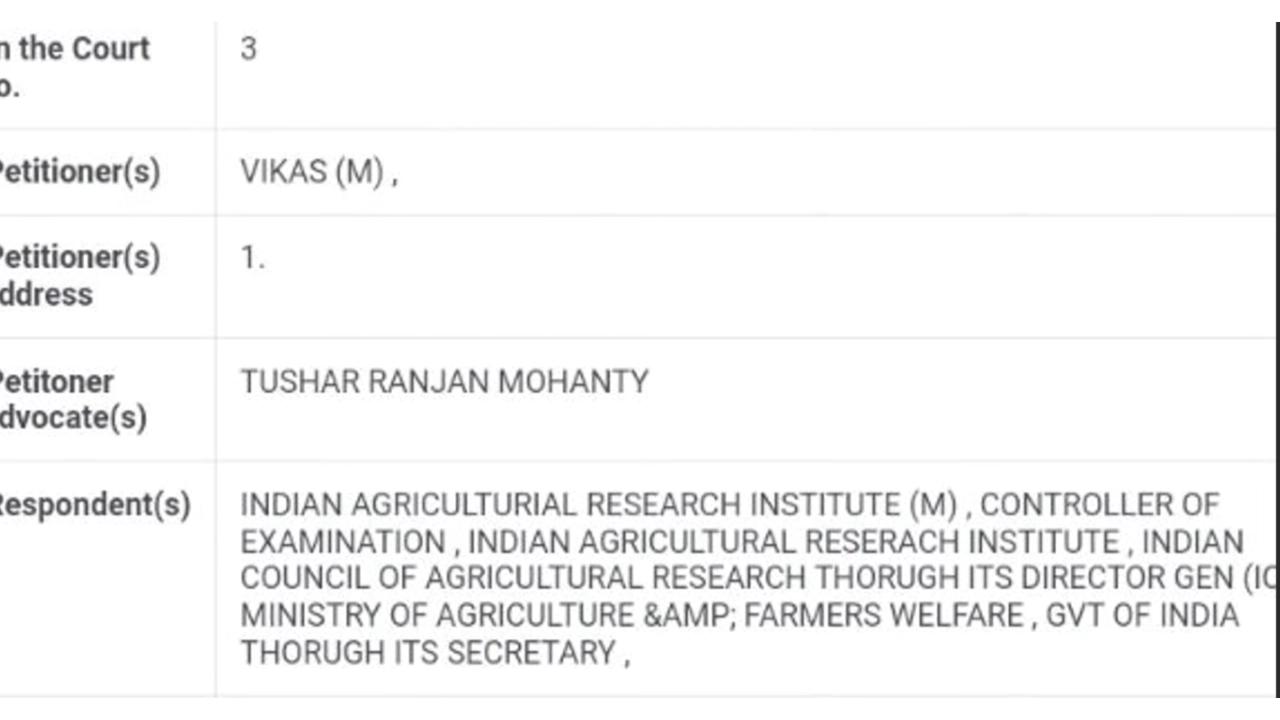 n the Court 3
o.
Petitioner(s) VIKAS (M) ,
Petitioner(s) 1.
ddress
Petitoner TUSHAR RANJAN MOHANTY
dvocate(s)
Respondent(s) INDIAN AGRICULTURIAL RESEARCH INSTITUTE (M) , CONTROLLER OF
EXAMINATION , INDIAN AGRICULTURAL RESERACH INSTITUTE , INDIAN
COUNCIL OF AGRICULTURAL RESEARCH THORUGH ITS DIRECTOR GEN (IC
MINISTRY OF AGRICULTURE &AMP; FARMERS WELFARE , GVT OF INDIA
THORUGH ITS SECRETARY ,